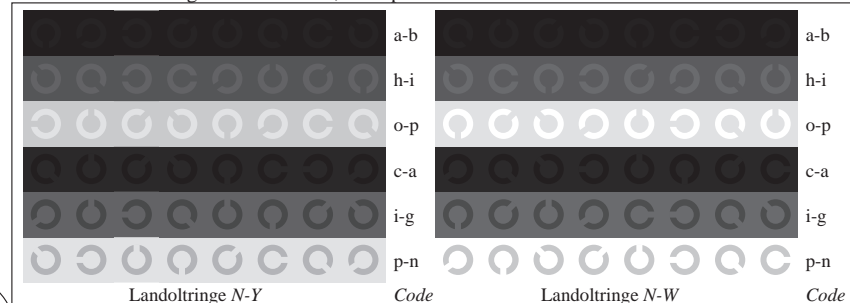 a-b a-b
h-i h-i
o-p o-p
c-a c-a
i-g i-g
p-n p-n
Landoltringe N-Y Code Landoltringe N-W Code